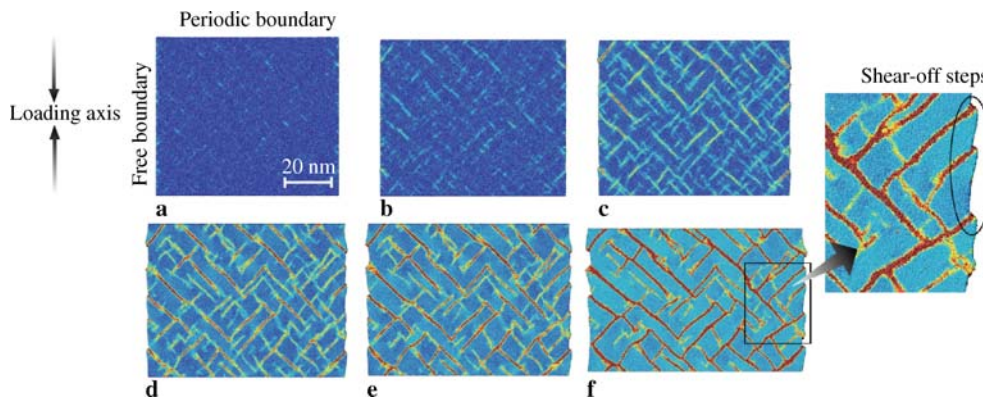 Periodic boundary
Loading axis
Free boundary
20 nm
a
b
c
Shear-off steps
d
e
f